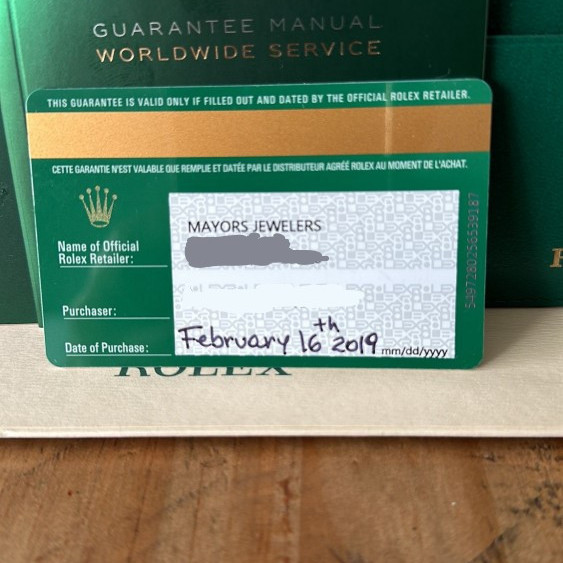 GUARANTEE MANUAL
WORLDWIDE SERVICE
THIS GUARANTEE IS VALID ONLY IF FILLED OUT AND DATED BY THE OFFICIAL ROLEX RETAILER.
CETTE GARANTIE N'EST VALABLE QUE REMPLIE ET DATÉE PAR LE DISTRIBUTEUR AGRÉÉ ROLEX AU MOMENT DE L'ACHAT.
MAYORS JEWELERS
Name of Official
Rolex Retailer:
Purchaser:
Date of Purchase: February 16th 2019 mm/dd/yyyy
5497280256539187
ROLEX